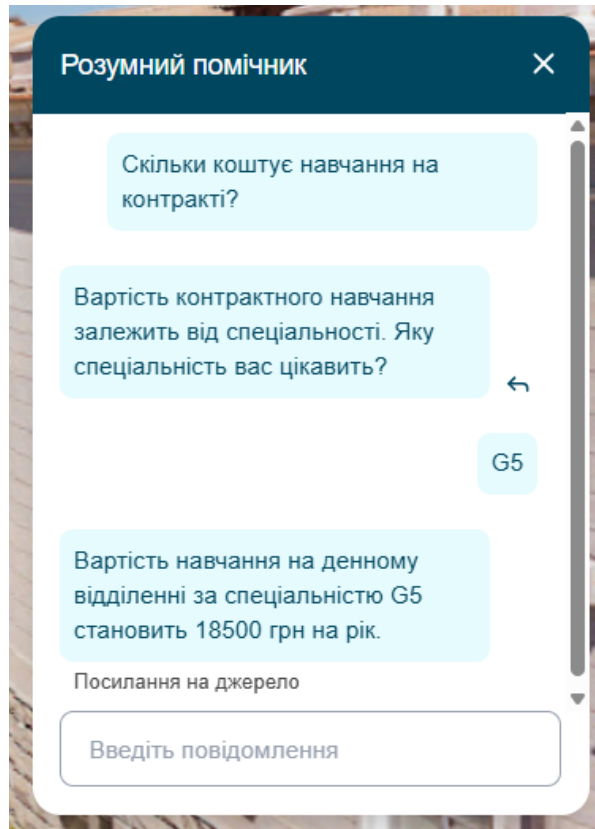 Розумний помічник
Скільки коштує навчання на
контракті?
Вартість контрактного навчання
залежить від спеціальності. Яку
спеціальність вас цікавить?
G5
Вартість навчання на денному
відділенні за спеціальністю G5
становить 18500 грн на рік.
Посилання на джерело
Введіть повідомлення